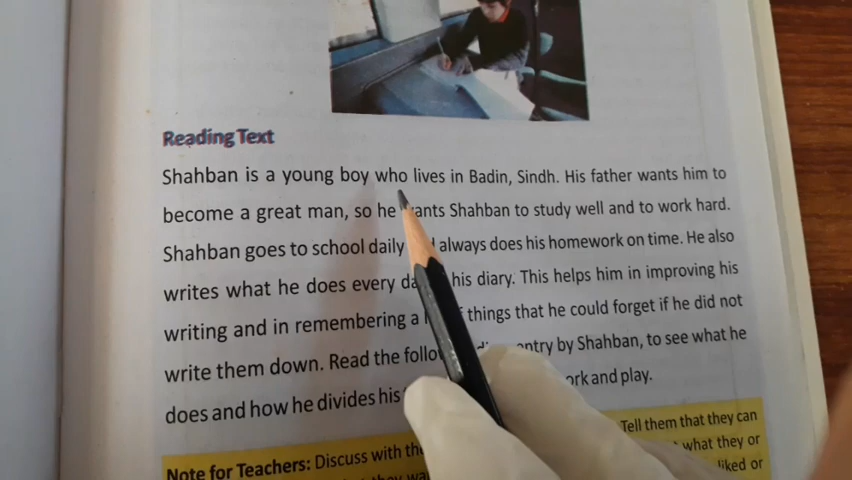 Reading Text
Shahban is a young boy who lives in Badin, Sindh. His father wants him to
become a great man, so he wants Shahban to study well and to work hard.
Shahban goes to school daily always does his homework on time. He also
writes what he does every his diary. This helps him in improving his
writing and in remembering a things that he could forget if he did not
write them down. Read the entry by Shahban, to see what he
does and how he divides his and play.
Note for Teachers: Discuss with Tell them that they can
what they or
liked or